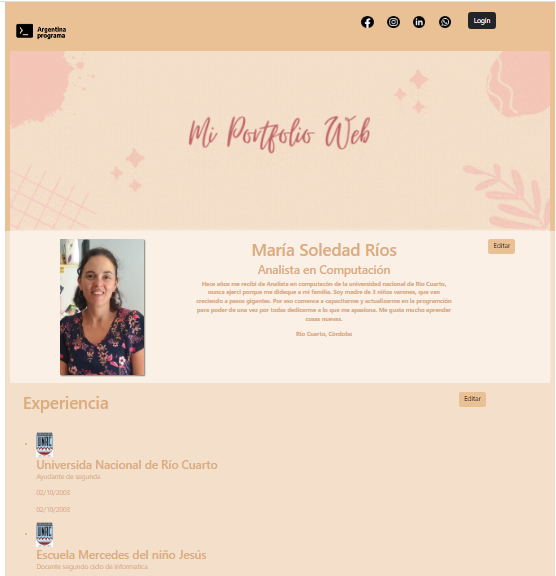 Argentina
programa
Login
Mi Portfolio Web
María Soledad Ríos
Editar
Analista en Computación
Hace años me recibí de Analista en computación de la universidad nacional de Río Cuarto,
nunca ejercí porque me dideque a mi familia. Soy madre de 3 niños varones, que van
creciendo a pasos gigantes. Por eso comence a capacitarme y actualizarme en la programción
para poder de una vez por todas dedicarme a lo que me apasiona. Me gusta mucho aprender
cosas nuevas.
Río Cuarto, Córdoba
Experiencia
Editar
UNRC
Universida Nacional de Río Cuarto
Ayudante de segunda
02/10/2003
02/10/2003
UNRC
Escuela Mercedes del niño Jesús
Docente segundo ciclo de informatica